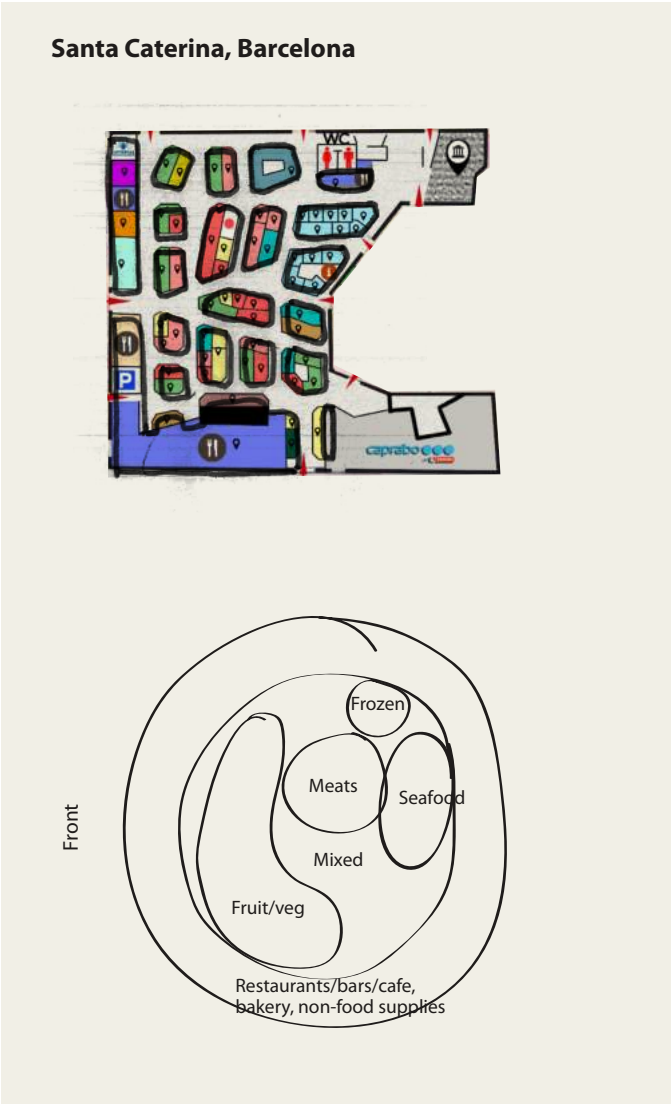 Santa Caterina, Barcelona
WC
P
caprabo
Frozen
Meats
Seafood
Front
Mixed
Fruit/veg
Restaurants/bars/cafe,
bakery, non-food supplies